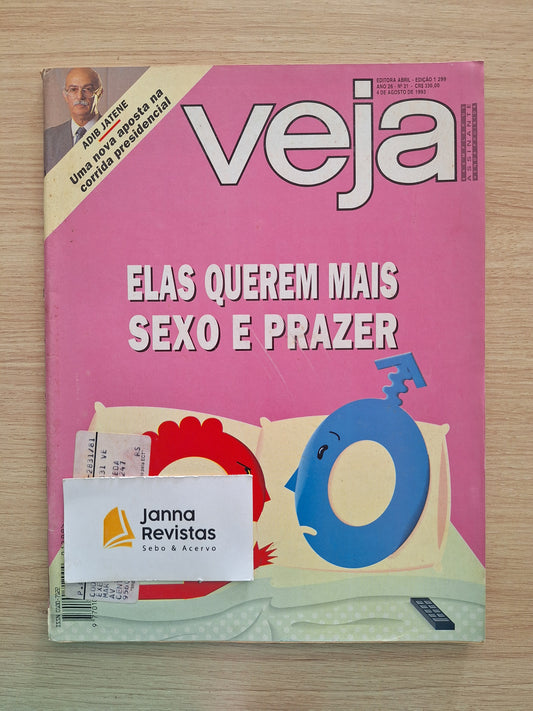 ADIB JATENE
Uma nova aposta na
corrida presidencial
EDITORA ABRIL - EDIÇÃO 1 299
ANO 26 - Nº 31 - CR$ 330,00
4 DE AGOSTO DE 1993
veja
ASSINANTE
ELAS QUEREM MAIS
SEXO E PRAZER
Janna
Revistas
Sebo & Acervo